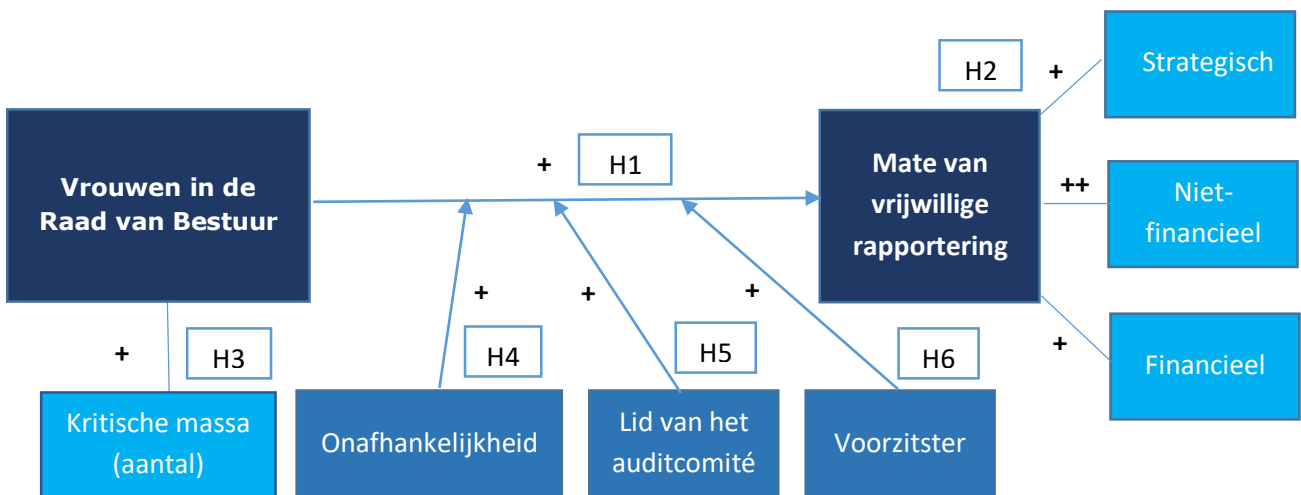 H2
+
Strategisch
Vrouwen in de
Raad van Bestuur
+
H1
Mate van
vrijwillige
rapportering
++
Niet-
financieel
+
H3
+
H4
+
H5
+
H6
+
Financieel
Kritische massa
(aantal)
Onafhankelijkheid
Lid van het
auditcomité
Voorzitster